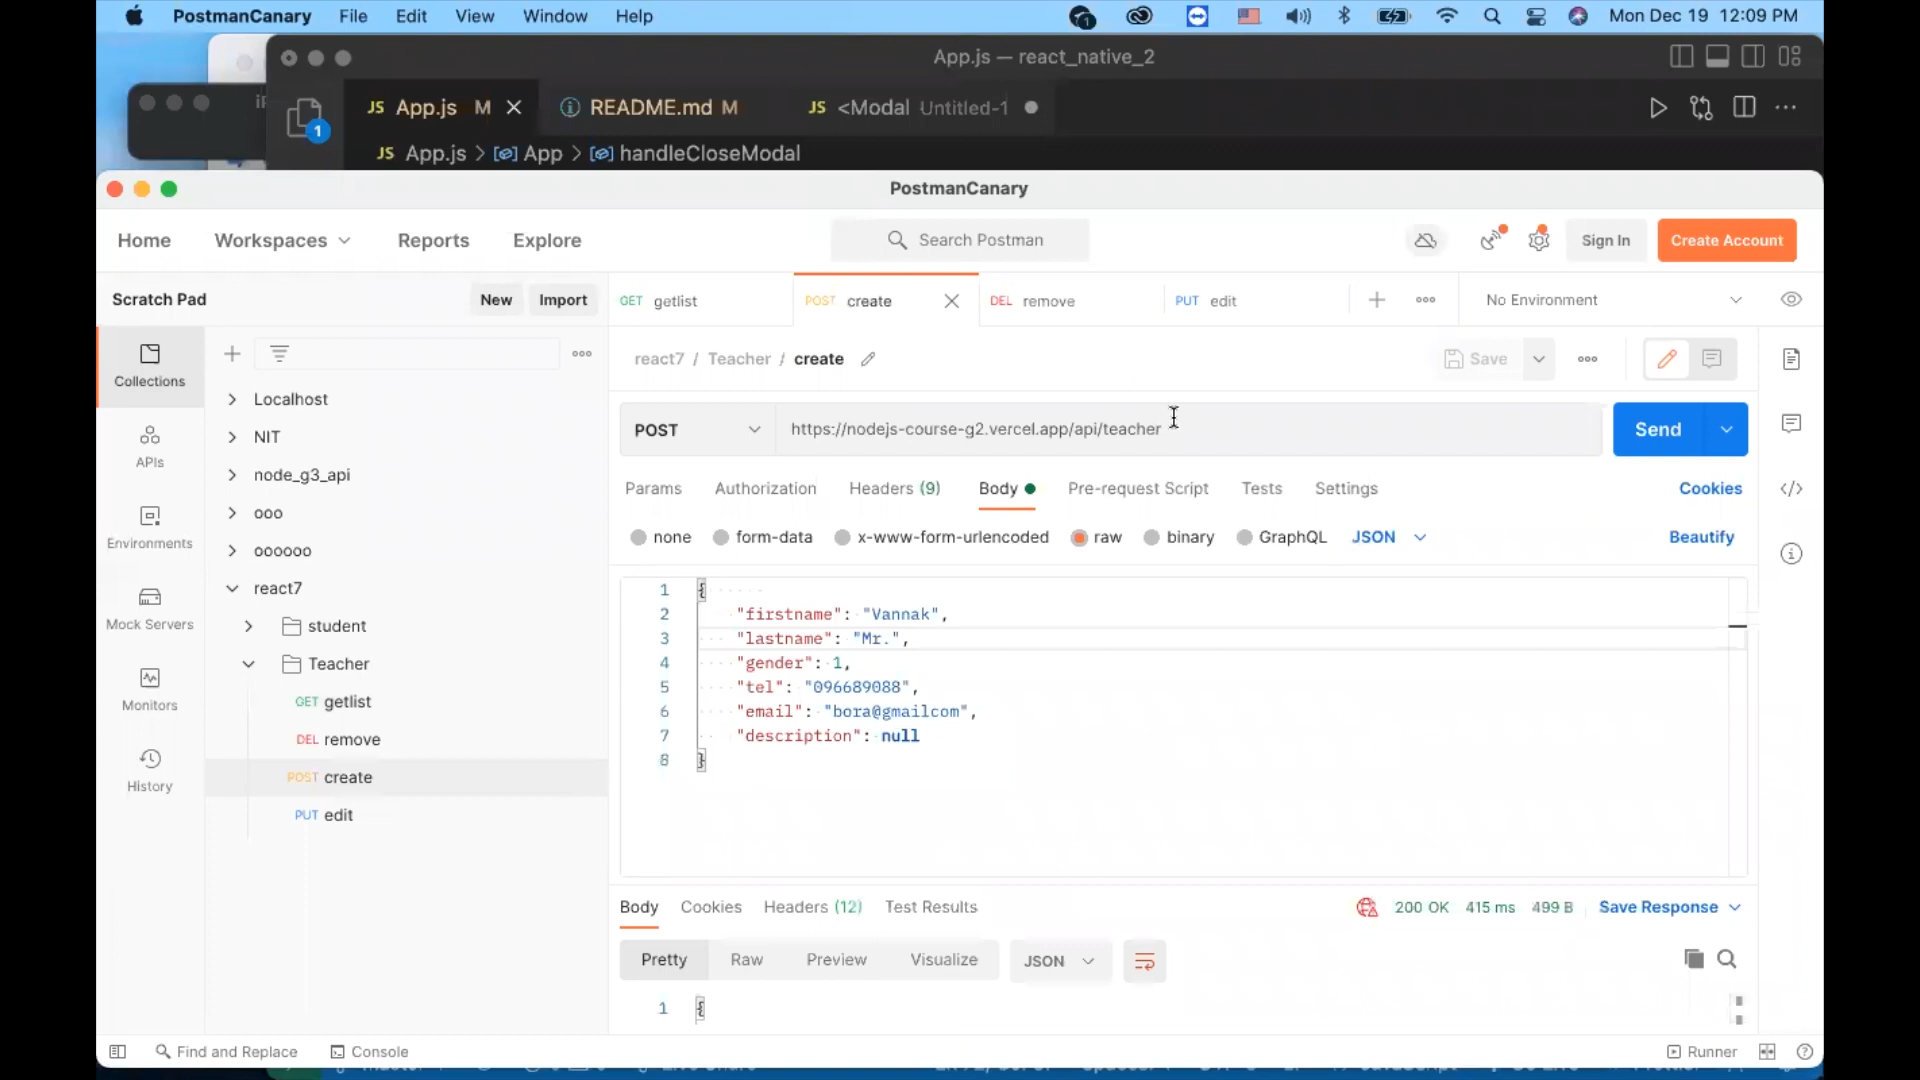 PostmanCanary File Edit View Window Help Mon Dec 19 12:09 PM
App.js — react_native_2
JS App.js M README.md M JS <Modal Untitled-1
1
JS App.js > App > handleCloseModal
PostmanCanary
Home Workspaces Reports Explore Search Postman Sign In Create Account
Scratch Pad New Import GET getlist POST create DEL remove PUT edit No Environment
react7 / Teacher / create Save
Collections
Localhost
NIT
APIs
node_g3_api
ooo
Environments
oooooo
react7
Mock Servers
student
Teacher
Monitors
GET getlist
DEL remove
History
POST create
PUT edit
POST https://nodejs-course-g2.vercel.app/api/teacher Send
Params Authorization Headers (9) Body Pre-request Script Tests Settings Cookies
none form-data x-www-form-urlencoded raw binary GraphQL JSON Beautify
1 {
2 "firstname": "Vannak",
3 "lastname": "Mr.",
4 "gender": 1,
5 "tel": "096689088",
6 "email": "bora@gmailcom",
7 "description": null
8 }
Body Cookies Headers (12) Test Results 200 OK 415 ms 499 B Save Response
Pretty Raw Preview Visualize JSON
1 {
Find and Replace Console Runner